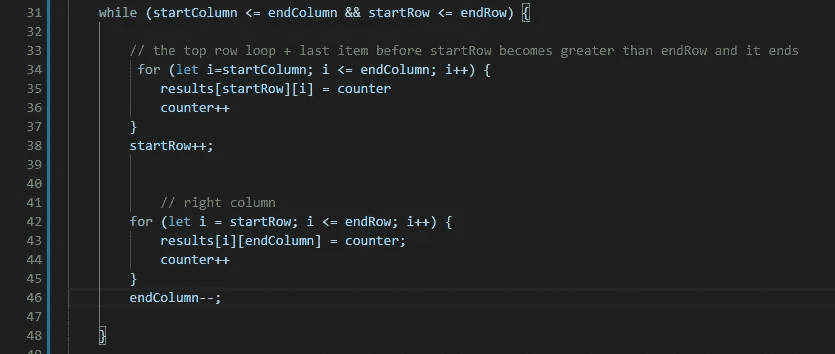 31 while (startColumn <= endColumn && startRow <= endRow) {
32
33 // the top row loop + last item before startRow becomes greater than endRow and it ends
34 for (let i=startColumn; i <= endColumn; i++) {
35 results[startRow][i] = counter
36 counter++
37 }
38 startRow++;
39
40
41 // right column
42 for (let i = startRow; i <= endRow; i++) {
43 results[i][endColumn] = counter;
44 counter++
45 }
46 endColumn--;
47
48 }